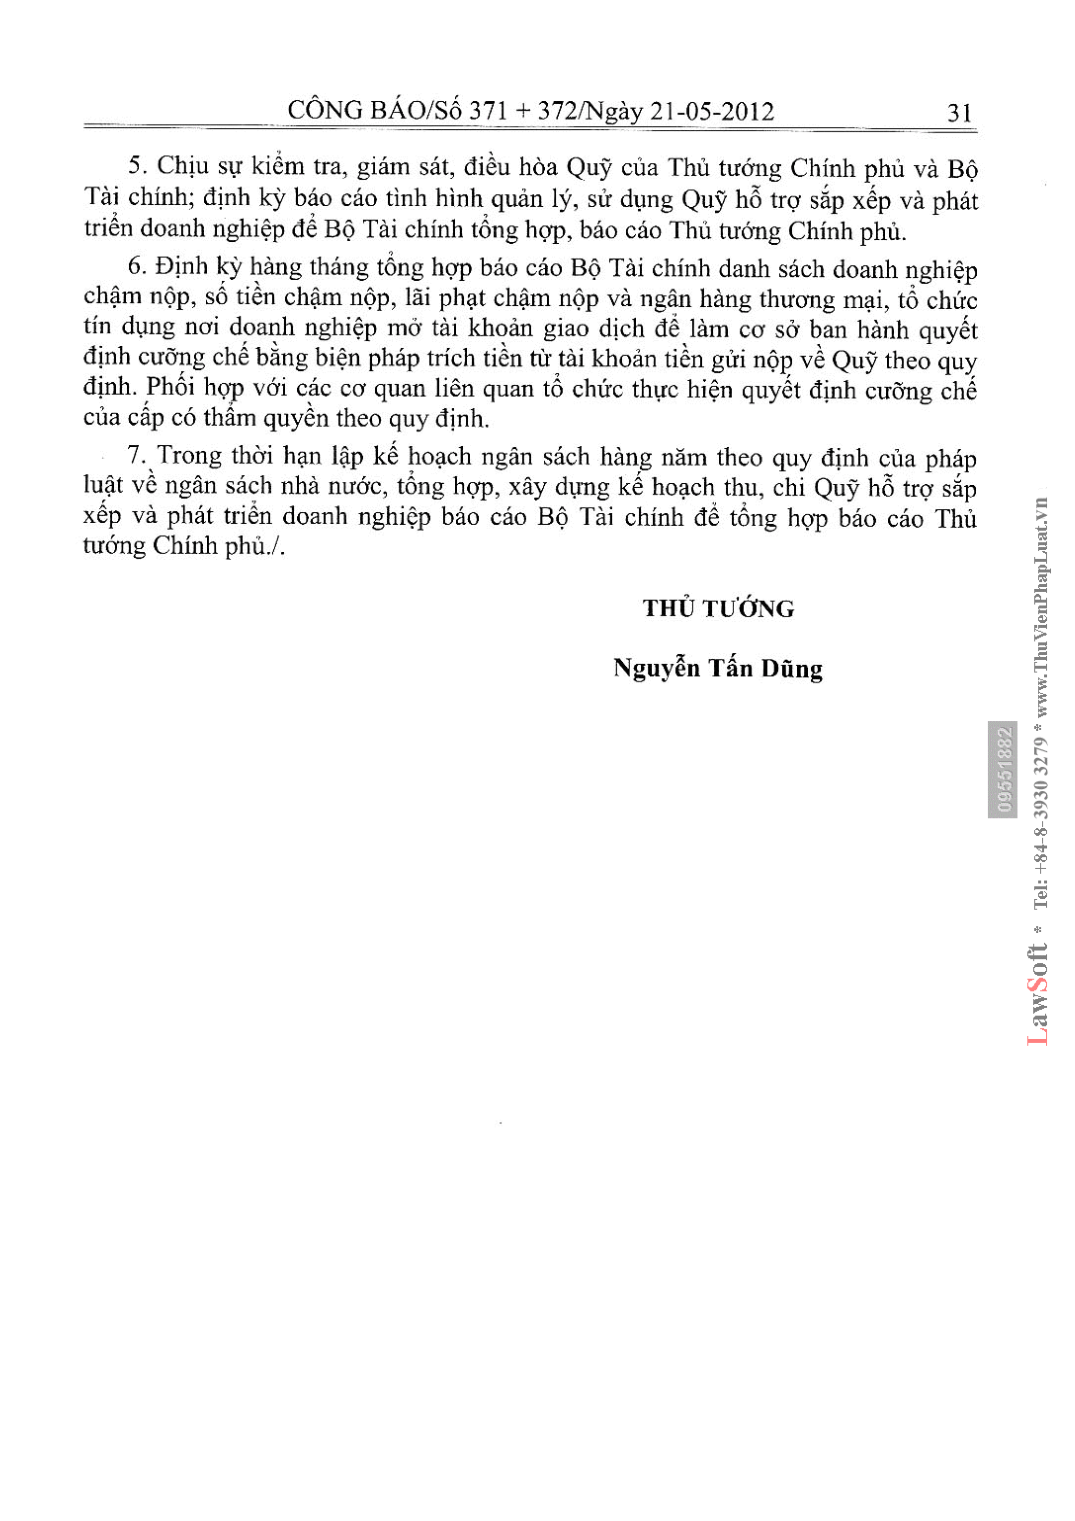 CÔNG BÁO/Số 371 + 372/Ngày 21-05-2012 31
5. Chịu sự kiểm tra, giám sát, điều hòa Quỹ của Thủ tướng Chính phủ và Bộ
Tài chính; định kỳ báo cáo tình hình quản lý, sử dụng Quỹ hỗ trợ sắp xếp và phát
triển doanh nghiệp để Bộ Tài chính tổng hợp, báo cáo Thủ tướng Chính phủ.
6. Định kỳ hàng tháng tổng hợp báo cáo Bộ Tài chính danh sách doanh nghiệp
chậm nộp, số tiền chậm nộp, lãi phạt chậm nộp và ngân hàng thương mại, tổ chức
tín dụng nơi doanh nghiệp mở tài khoản giao dịch để làm cơ sở ban hành quyết
định cưỡng chế bằng biện pháp trích tiền từ tài khoản tiền gửi nộp về Quỹ theo quy
định. Phối hợp với các cơ quan liên quan tổ chức thực hiện quyết định cưỡng chế
của cấp có thẩm quyền theo quy định.
7. Trong thời hạn lập kế hoạch ngân sách hàng năm theo quy định của pháp
luật về ngân sách nhà nước, tổng hợp, xây dựng kế hoạch thu, chi Quỹ hỗ trợ sắp
xếp và phát triển doanh nghiệp báo cáo Bộ Tài chính để tổng hợp báo cáo Thủ
tướng Chính phủ./.
THỦ TƯỚNG
Nguyễn Tấn Dũng
09551882
LawSoft * Tel: +84-8-3930 3279 * www.ThuVienPhapLuat.vn